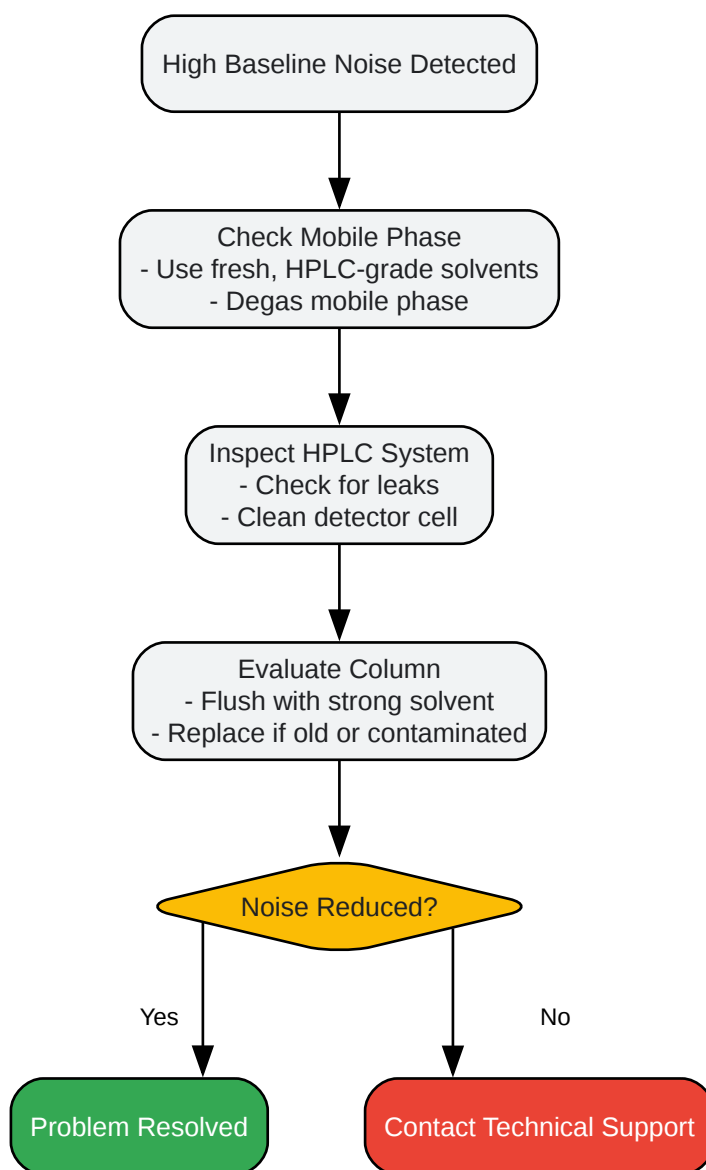 High Baseline Noise Detected
Check Mobile Phase
- Use fresh, HPLC-grade solvents
- Degas mobile phase
Inspect HPLC System
- Check for leaks
- Clean detector cell
Evaluate Column
- Flush with strong solvent
- Replace if old or contaminated
Noise Reduced?
Yes
No
Problem Resolved
Contact Technical Support